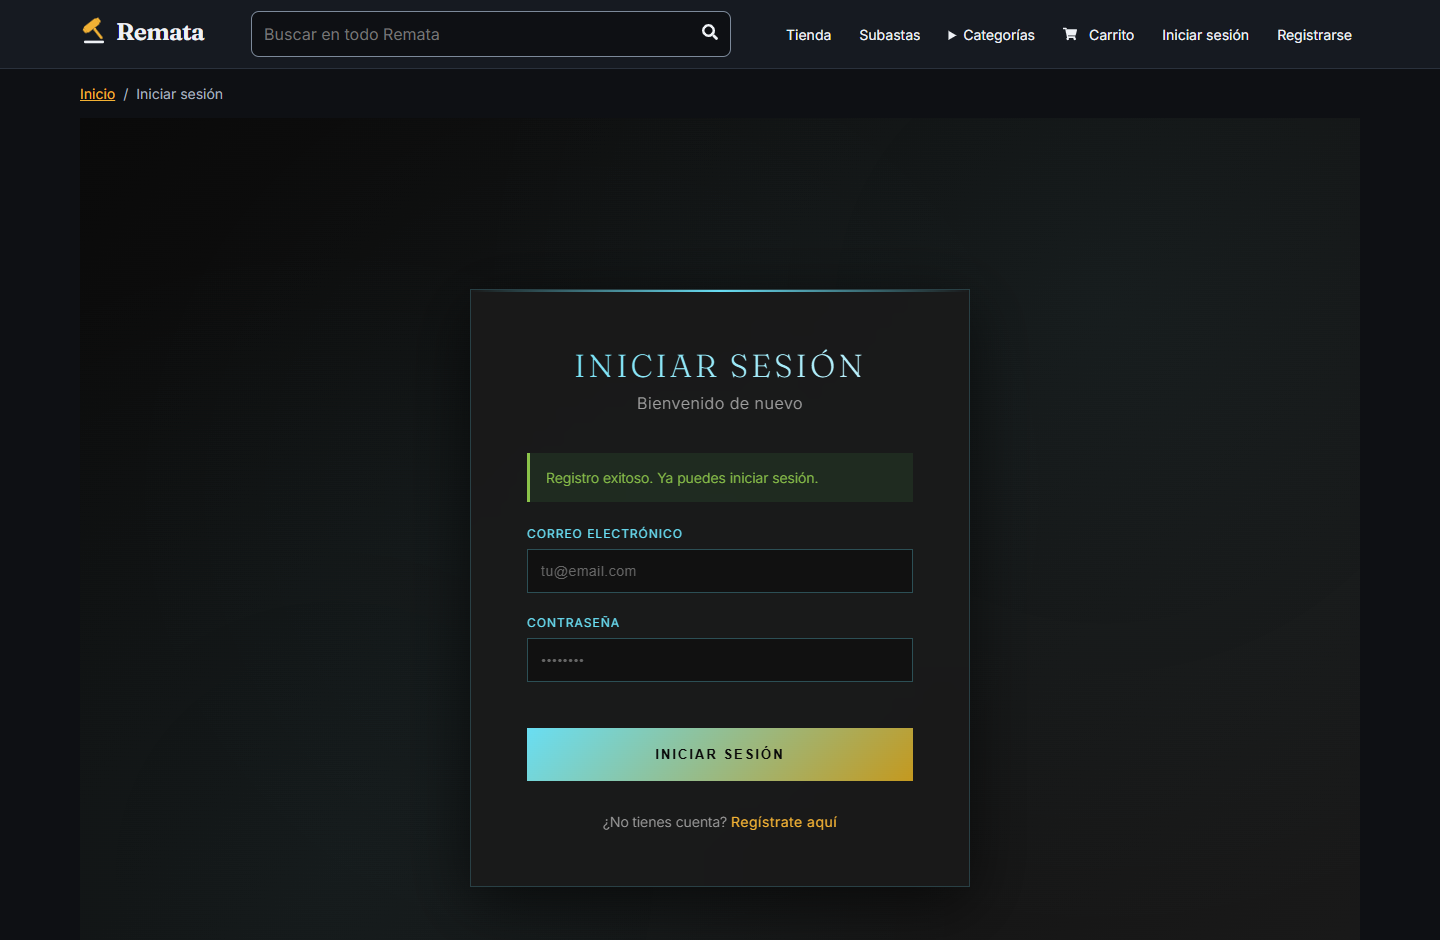 Remata
Buscar en todo Remata
Tienda
Subastas
Categorías
Carrito
Iniciar sesión
Registrarse
Inicio / Iniciar sesión
INICIAR SESIÓN
Bienvenido de nuevo
Registro exitoso. Ya puedes iniciar sesión.
CORREO ELECTRÓNICO
tu@email.com
CONTRASEÑA
••••••••
INICIAR SESIÓN
¿No tienes cuenta? Regístrate aquí